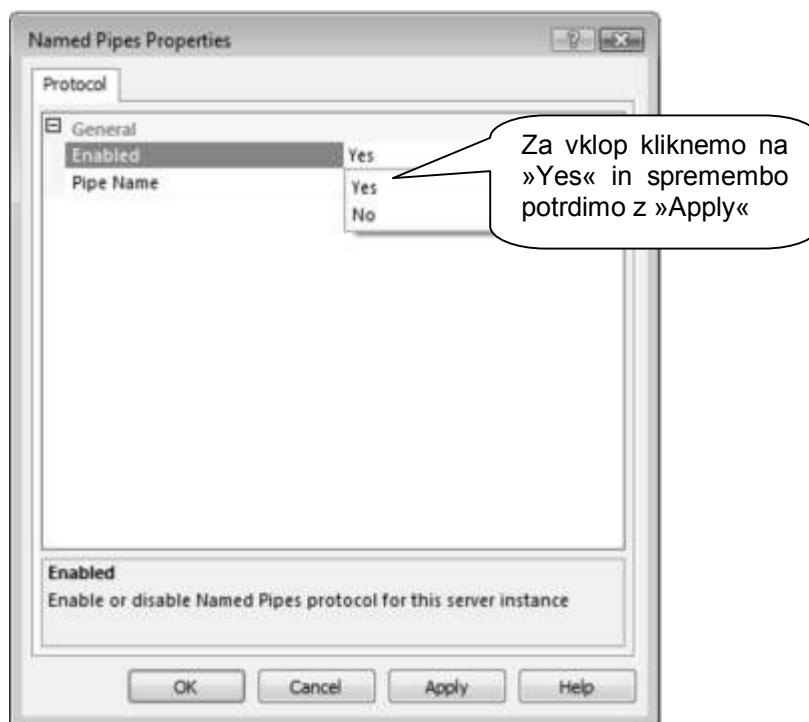 Named Pipes Properties
Protocol
General
Enabled Yes
Pipe Name
Yes
No
Za vklop kliknemo na
»Yes« in spremembo
potrdimo z »Apply«
Enabled
Enable or disable Named Pipes protocol for this server instance
OK Cancel Apply Help